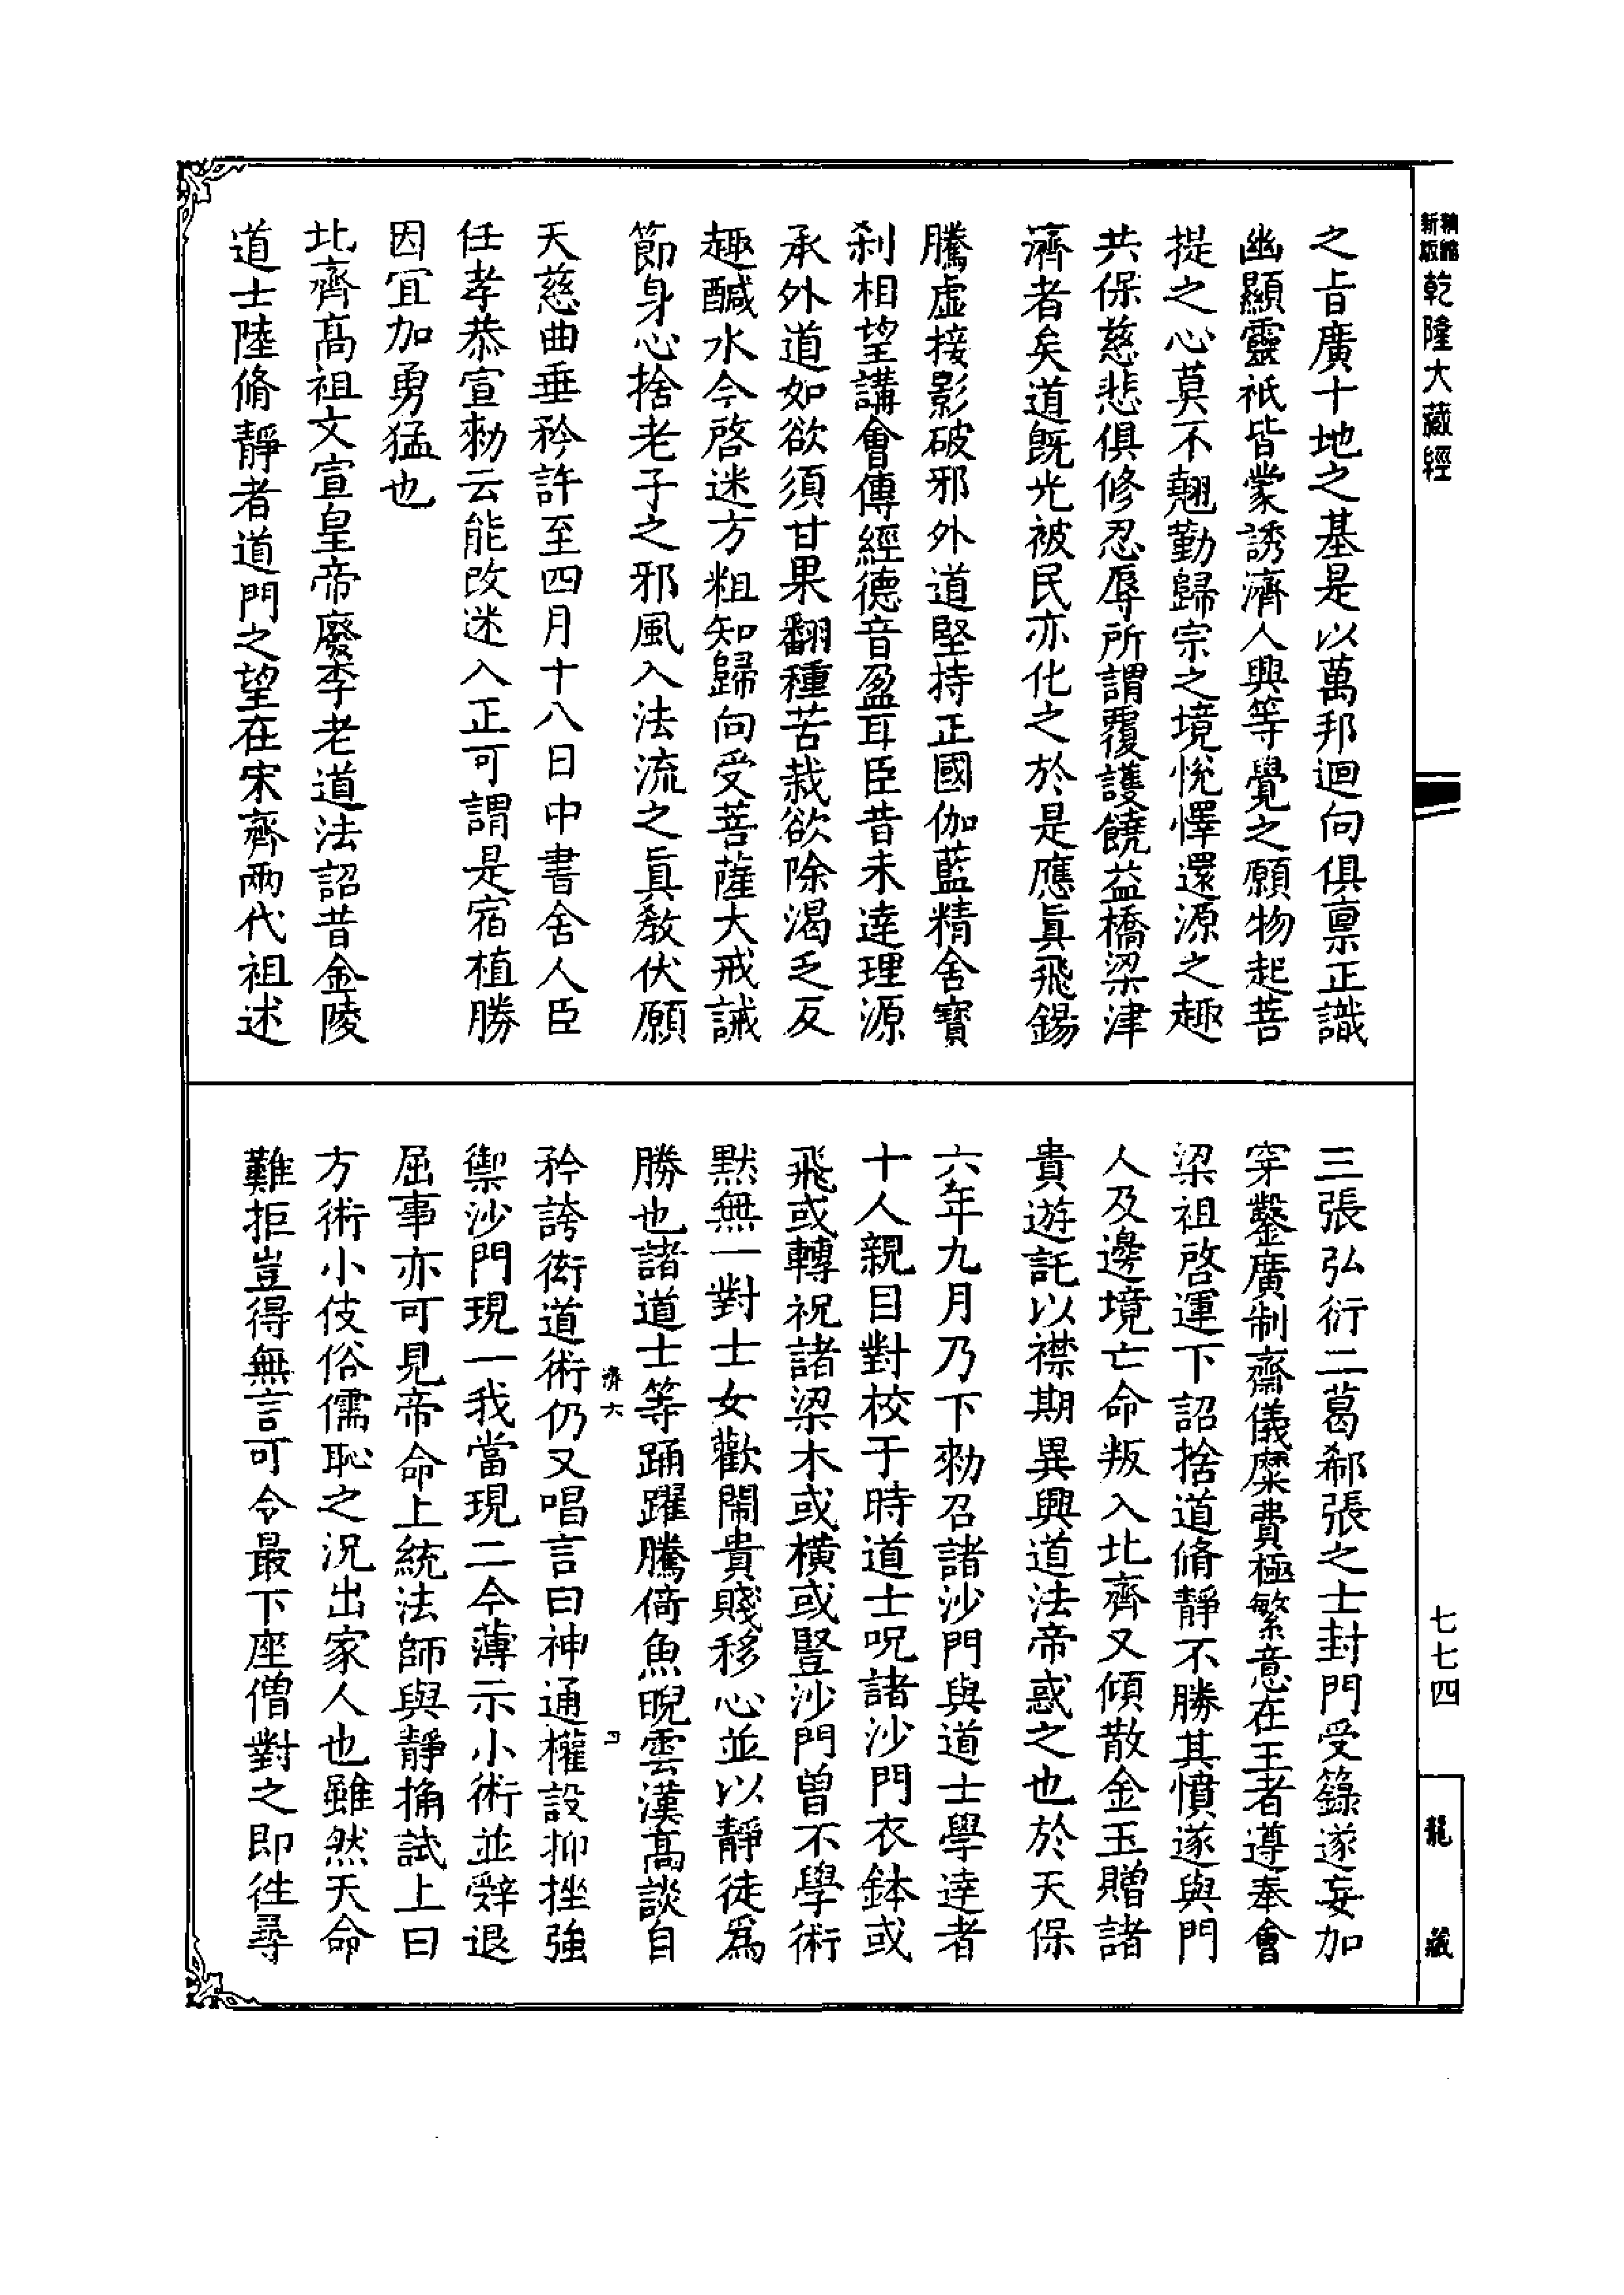 精縮新版 乾隆大藏經
之旨廣十地之基是以萬邦迴向俱禀正識
幽顯靈祇皆蒙誘濟人興等覺之願物起菩
提之心莫不翹勤歸宗之境悅懌還源之趣
共保慈悲俱修忍辱所謂覆護饒益橋梁津
濟者矣道旣光被民亦化之於是應眞飛錫
騰虛接影破邪外道堅持正國伽藍精舍寶
刹相望講會傳經德音盈耳臣昔未達理源
承外道如欲須甘果翻種苦栽欲除渴乏反
趣醎水今啓迷方粗知歸向受菩薩大戒誡
節身心捨老子之邪風入法流之眞敎伏願
天慈曲垂矜許至四月十八日中書舍人臣
任孝恭宣勑云能改迷入正可謂是宿植勝
因宜加勇猛也
北齊髙祖文宣皇帝廢李老道法詔昔金陵
道士陸脩靜者道門之望在宋齊兩代祖述
三張弘衍二葛郗張之士封門受籙遂妄加
穿鑿廣制齋儀糜費極繁意在王者遵奉會
梁祖啓運下詔捨道脩靜不勝其憤遂與門
人及邊境亡命叛入北齊又傾散金玉贈諸
貴遊託以襟期異興道法帝惑之也於天保
六年九月乃下勑召諸沙門與道士學達者
十人親目對校于時道士呪諸沙門衣鉢或
飛或轉祝諸梁木或橫或豎沙門曾不學術
默無一對士女歡鬧貴賤移心並以靜徒爲
勝也諸道士等踊躍騰倚魚睨雲漢髙談自
矜誇衒道術仍又唱言曰神通權設抑挫強
禦沙門現一我當現二今薄示小術並辤退
屈事亦可見帝命上統法師與靜捔試上曰
方術小伎俗儒恥之況出家人也雖然天命
難拒豈得無言可令最下座僧對之即徃尋
濟六
七七四
龍藏